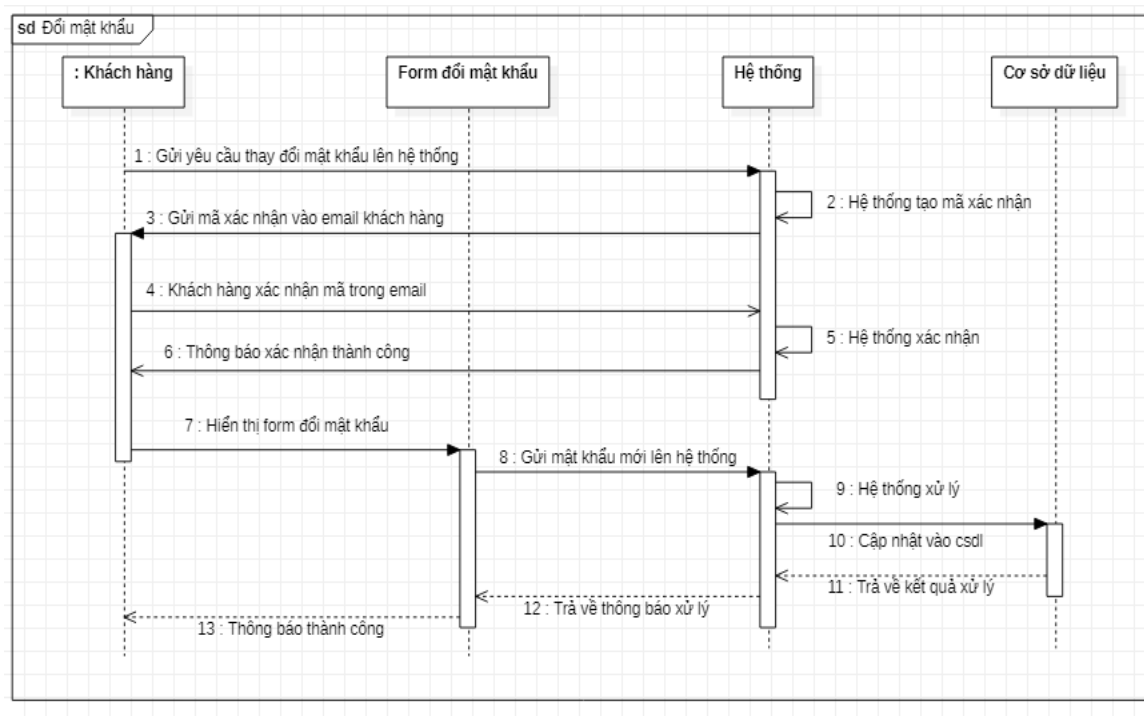 sd Đổi mật khẩu
: Khách hàng
Form đổi mật khẩu
Hệ thống
Cơ sở dữ liệu
1 : Gửi yêu cầu thay đổi mật khẩu lên hệ thống
2 : Hệ thống tạo mã xác nhận
3 : Gửi mã xác nhận vào email khách hàng
4 : Khách hàng xác nhận mã trong email
5 : Hệ thống xác nhận
6 : Thông báo xác nhận thành công
7 : Hiển thị form đổi mật khẩu
8 : Gửi mật khẩu mới lên hệ thống
9 : Hệ thống xử lý
10 : Cập nhật vào csdl
11 : Trả về kết quả xử lý
12 : Trả về thông báo xử lý
13 : Thông báo thành công